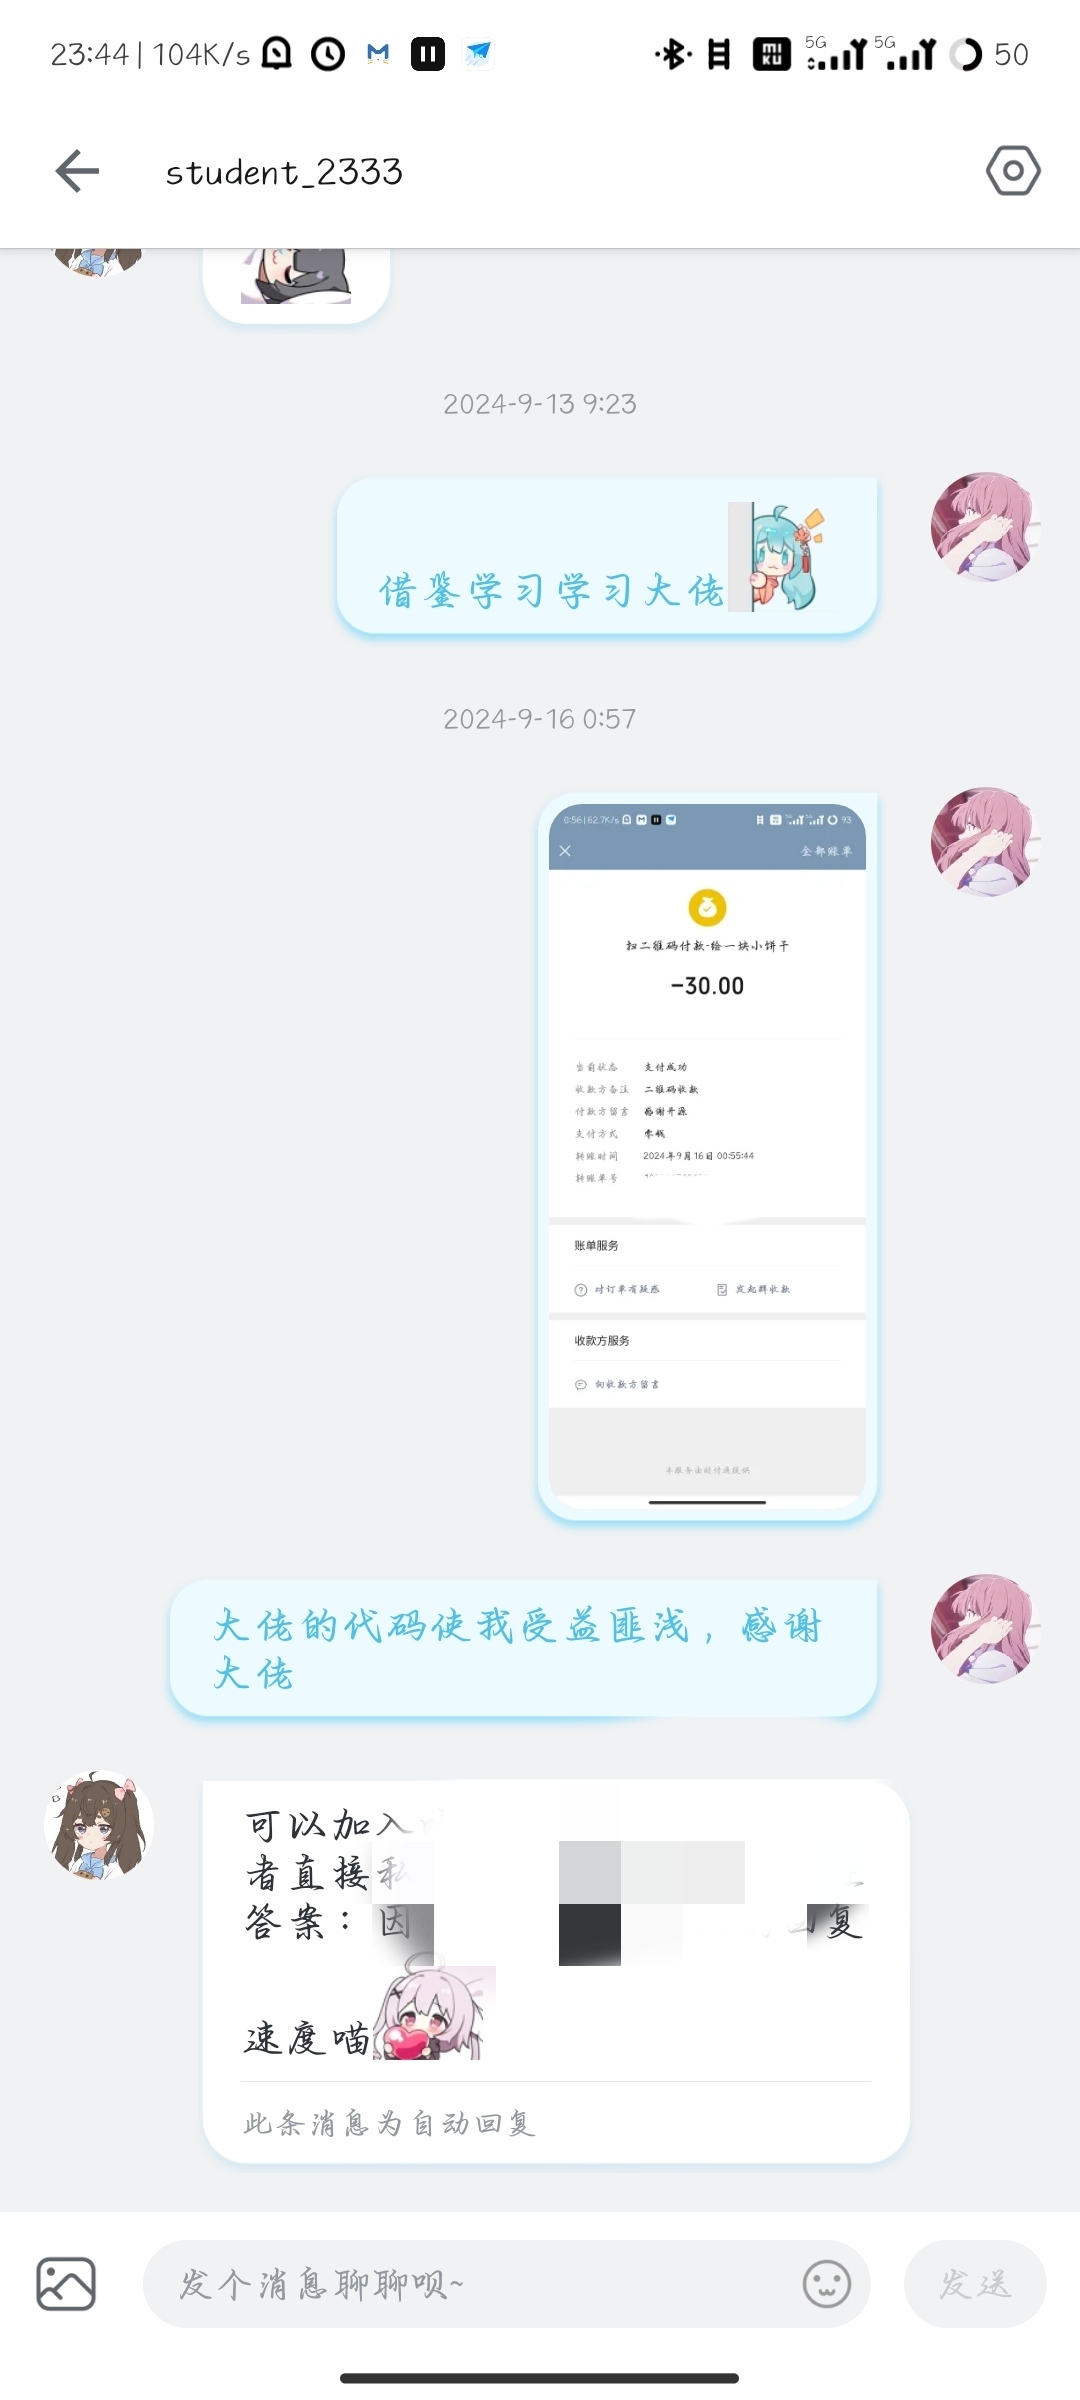 23:44 | 104K/s
5G 5G 50
MI
KU
student_2333
2024-9-13 9:23
借鉴学习学习大佬
2024-9-16 0:57
0:56 | 62.7K/s
93
全部账单
扫二维码付款-给一块小饼干
-30.00
当前状态 支付成功
收款方备注 二维码收款
付款方留言 感谢开源
支付方式 零钱
转账时间 2024年9月16日 00:55:44
转账单号
账单服务
对订单有疑惑 发起群收款
收款方服务
向收款方留言
本服务由财付通提供
大佬的代码使我受益匪浅，感谢
大佬
可以加入
者直接私
答案：因 回复
速度喵
此条消息为自动回复
发个消息聊聊呗~
发送